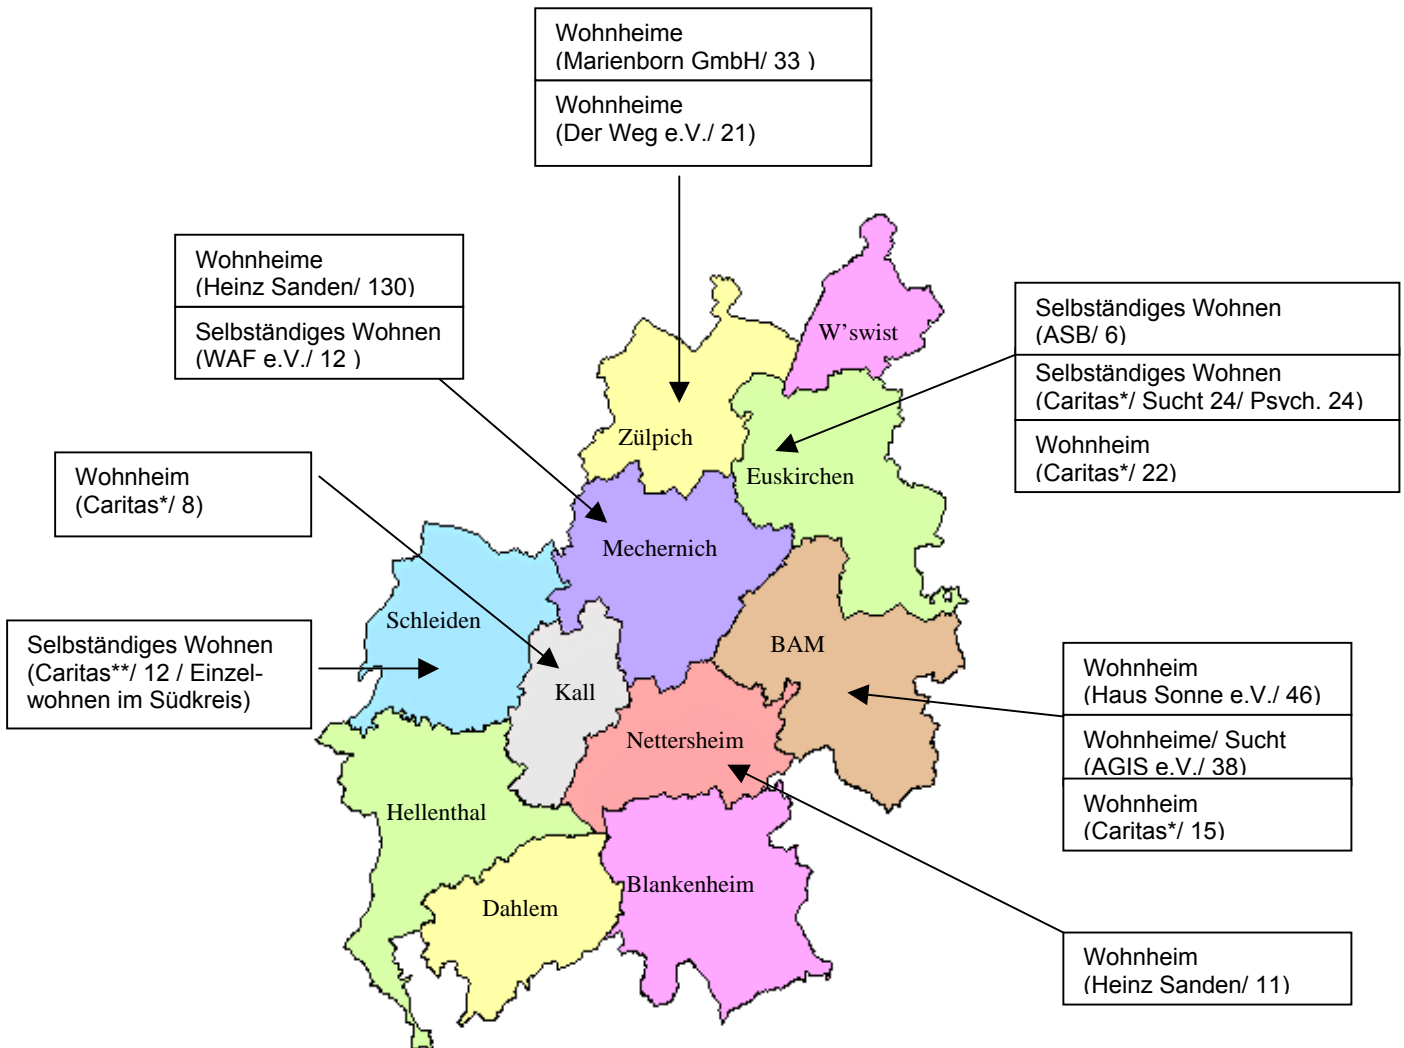 Wohnheime
(Marienborn GmbH/ 33 )
Wohnheime
(Der Weg e.V./ 21)
Wohnheime
(Heinz Sanden/ 130)
Selbständiges Wohnen
(WAF e.V./ 12 )
W'swist
Selbständiges Wohnen
(ASB/ 6)
Selbständiges Wohnen
(Caritas*/ Sucht 24/ Psych. 24)
Wohnheim
(Caritas*/ 22)
Zülpich
Euskirchen
Wohnheim
(Caritas*/ 8)
Mechernich
Schleiden
BAM
Selbständiges Wohnen
(Caritas**/ 12 / Einzel-
wohnen im Südkreis)
Kall
Nettersheim
Wohnheim
(Haus Sonne e.V./ 46)
Wohnheime/ Sucht
(AGIS e.V./ 38)
Wohnheim
(Caritas*/ 15)
Hellenthal
Blankenheim
Dahlem
Wohnheim
(Heinz Sanden/ 11)